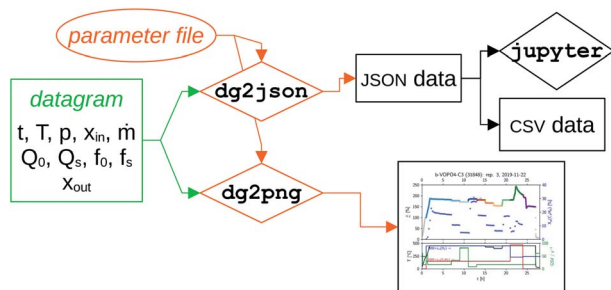 parameter file
dg2json
JSON data
jupyter
CSV data
datagram
t, T, p, xin, ṁ
Q0, Qs, f0, fs
xout
dg2png